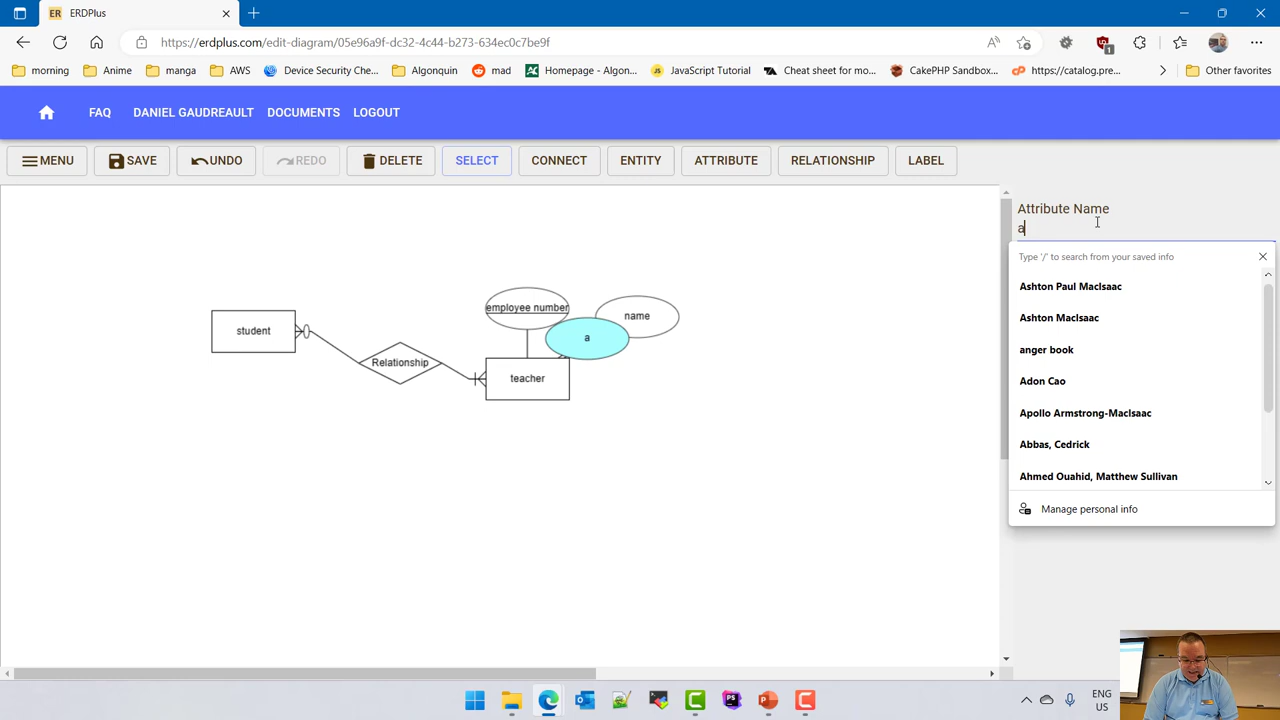 ERDPlus
https://erdplus.com/edit-diagram/05e96a9f-dc32-4c44-b273-634ec0c7be9f
morning
Anime
manga
AWS
Device Security Che...
Algonquin
mad
Homepage - Algon...
JavaScript Tutorial
Cheat sheet for mo...
CakePHP Sandbox...
https://catalog.pre...
Other favorites
FAQ
DANIEL GAUDREAULT
DOCUMENTS
LOGOUT
MENU
SAVE
UNDO
REDO
DELETE
SELECT
CONNECT
ENTITY
ATTRIBUTE
RELATIONSHIP
LABEL
Attribute Name
a
Type '/' to search from your saved info
Ashton Paul MacIsaac
Ashton MacIsaac
anger book
Adon Cao
Apollo Armstrong-MacIsaac
Abbas, Cedrick
Ahmed Ouahid, Matthew Sullivan
Manage personal info
employee number
name
a
student
Relationship
teacher
ENG
US